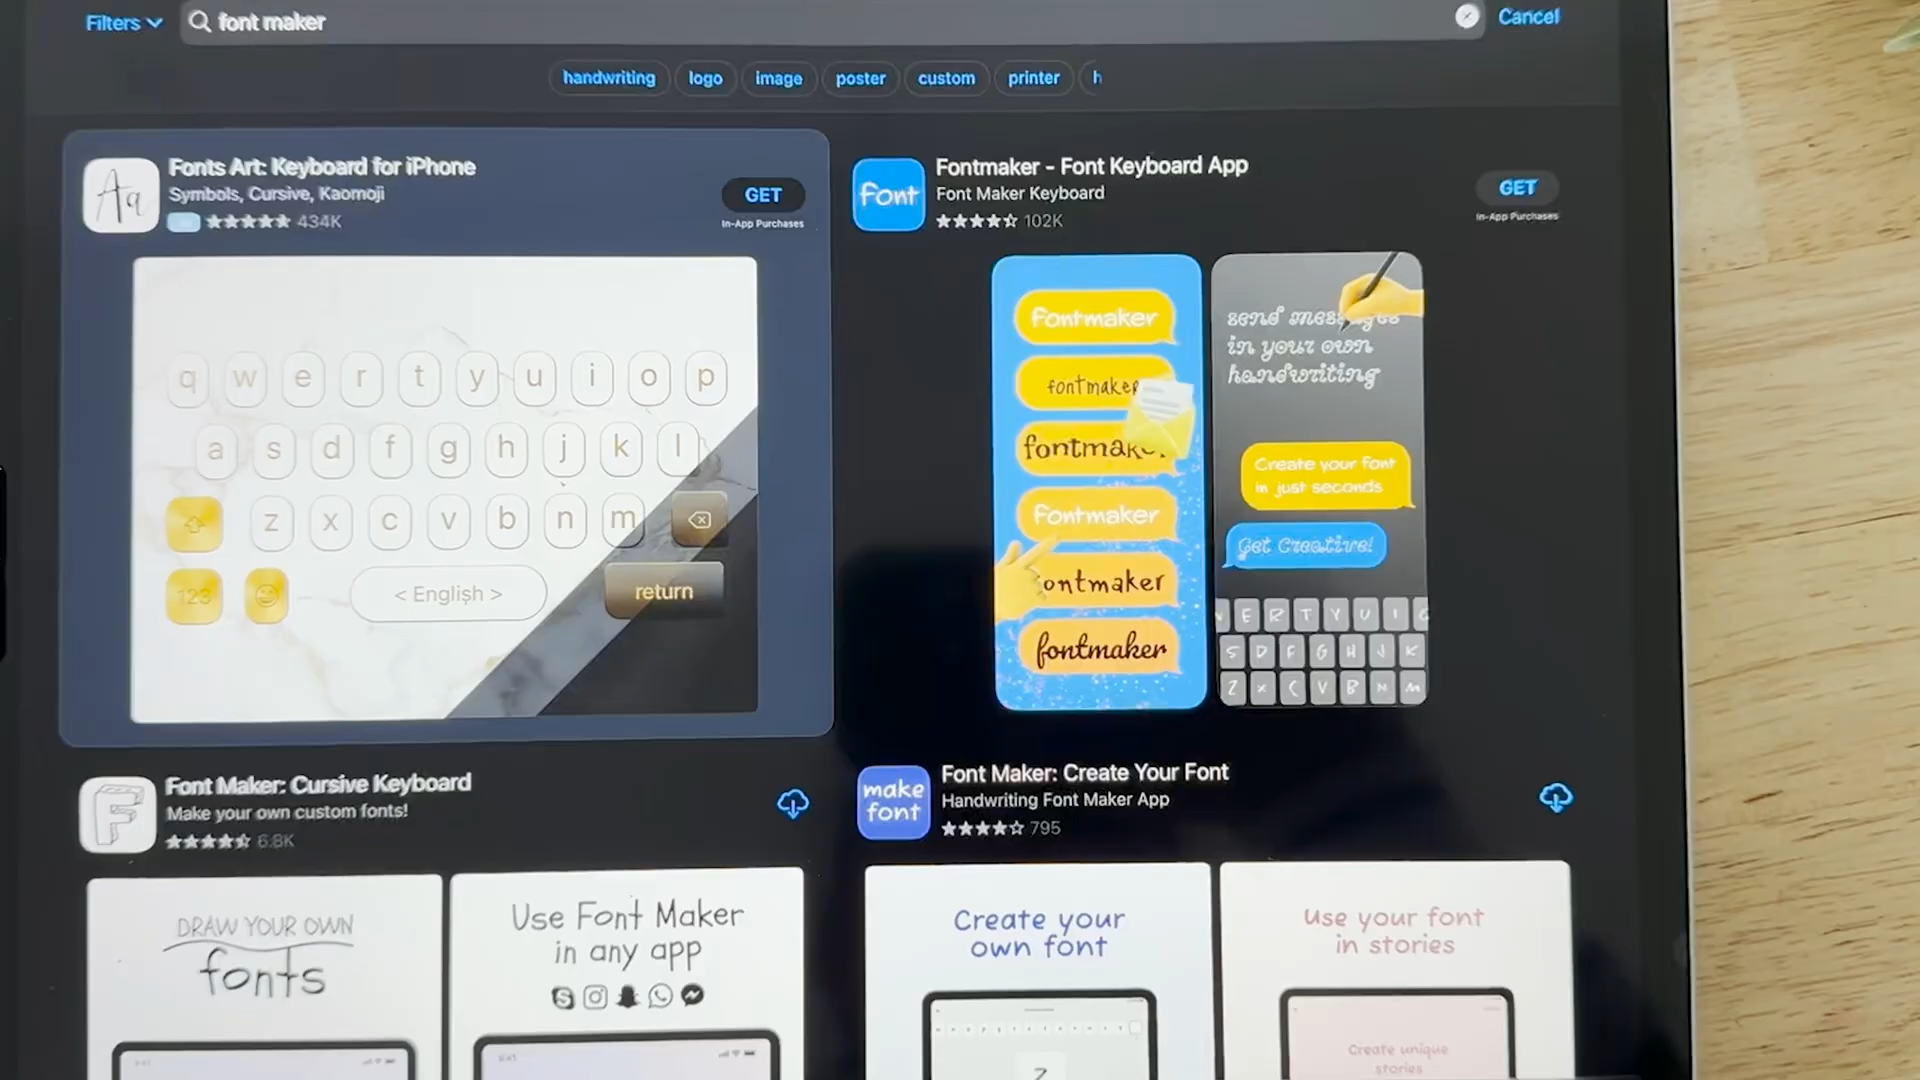 Filters
font maker
Cancel
handwriting
logo
image
poster
custom
printer
h
Aa
Fonts Art: Keyboard for iPhone
Symbols, Cursive, Kaomoji
434K
GET
In-App Purchases
q w e r t y u i o p
a s d f g h j k l
z x c v b n m
123
< English >
return
font
Fontmaker - Font Keyboard App
Font Maker Keyboard
102K
GET
In-App Purchases
Fontmaker
fontmaker
Fontmaker
fontmaker
send messages
in your own
handwriting
Create your font
in just seconds
Get Creative!
E R T Y U I
S D F G H J K
Z X C V B N M
F
Font Maker: Cursive Keyboard
Make your own custom fonts!
6.8K
make
font
Font Maker: Create Your Font
Handwriting Font Maker App
795
DRAW YOUR OWN
fonts
Use Font Maker
in any app
Create your
own font
Z
Use your font
in stories
Create unique
stories